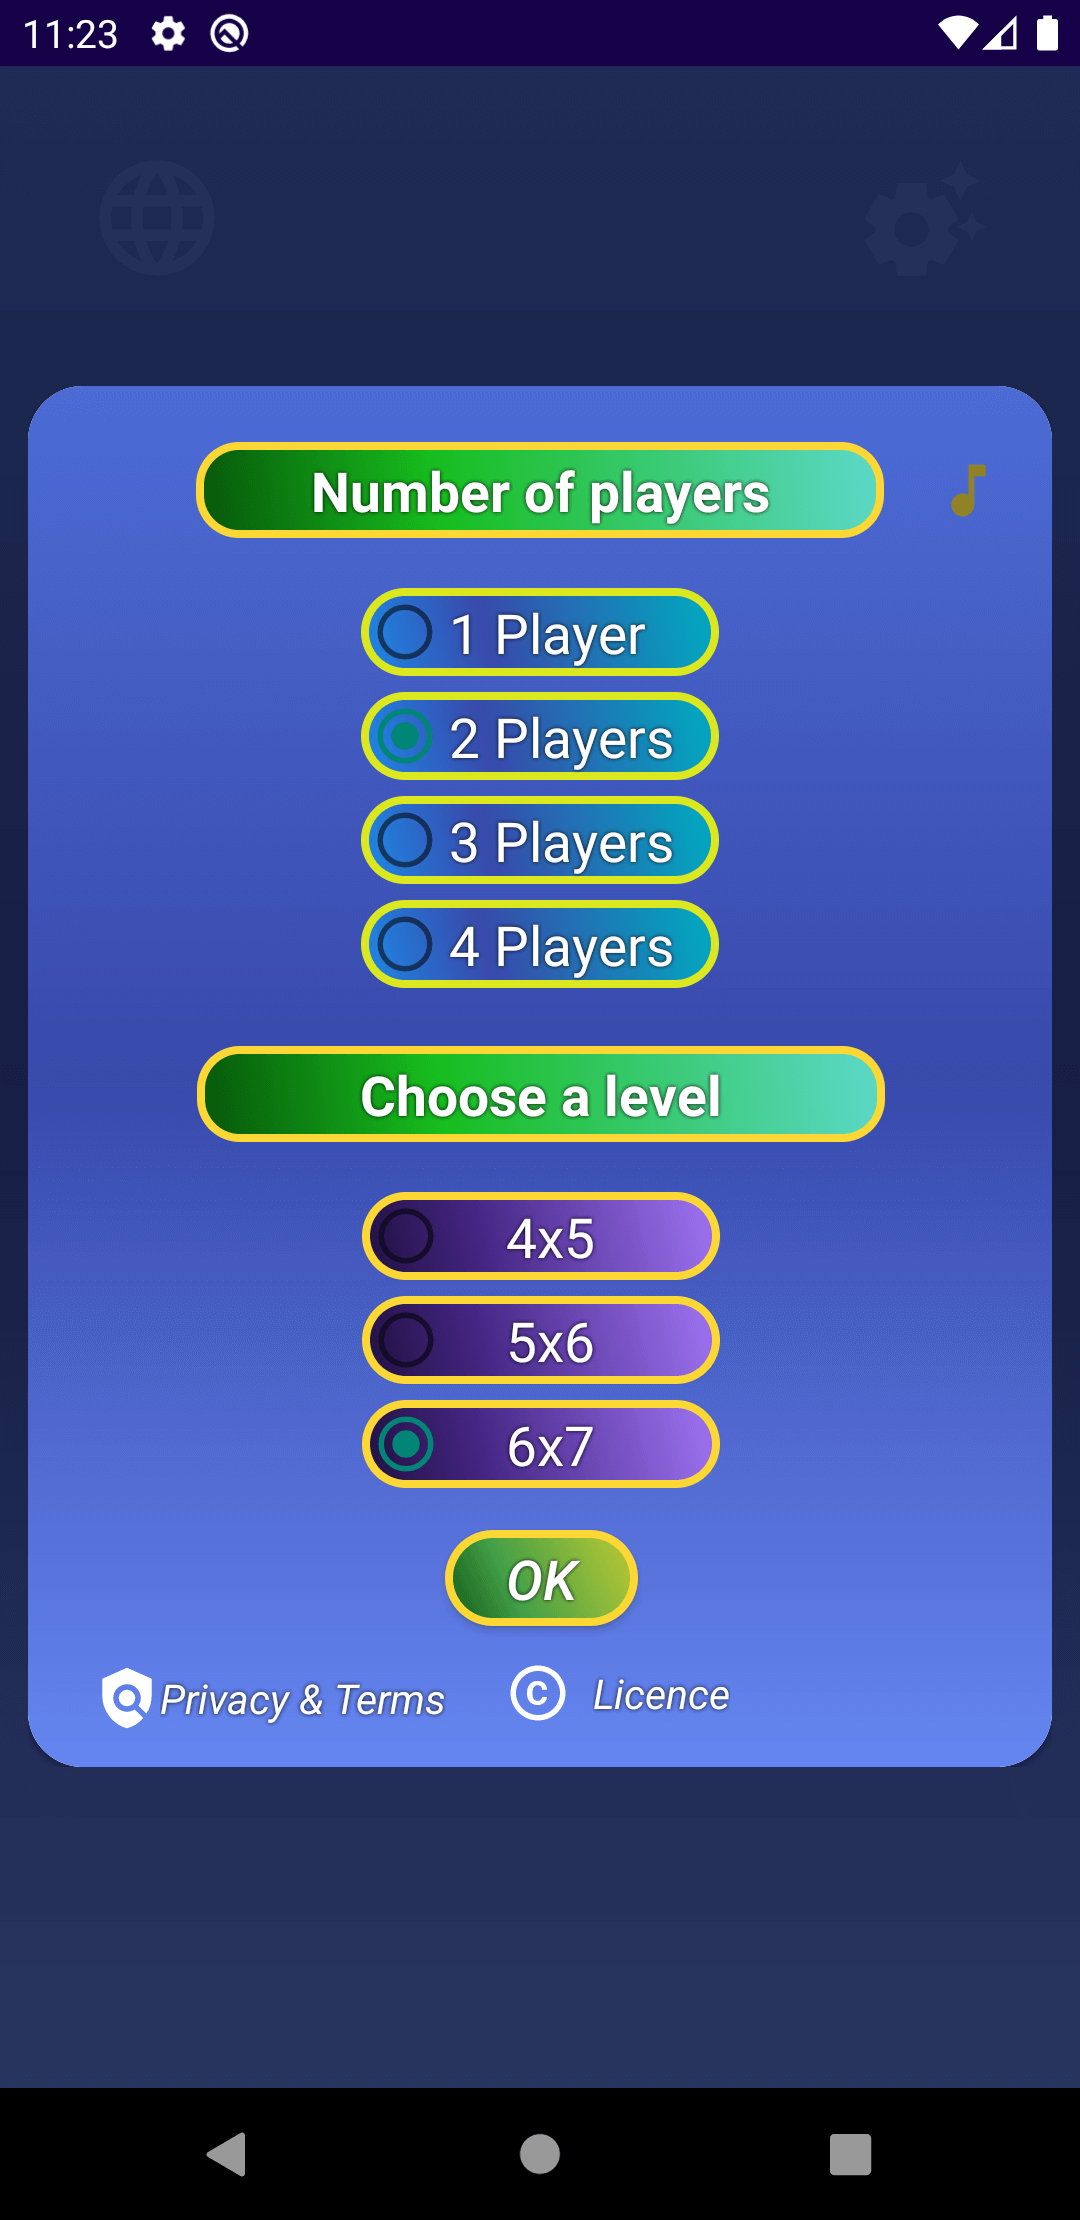 11:23
Number of players
1 Player
2 Players
3 Players
4 Players
Choose a level
4x5
5x6
6x7
OK
Privacy & Terms
© Licence